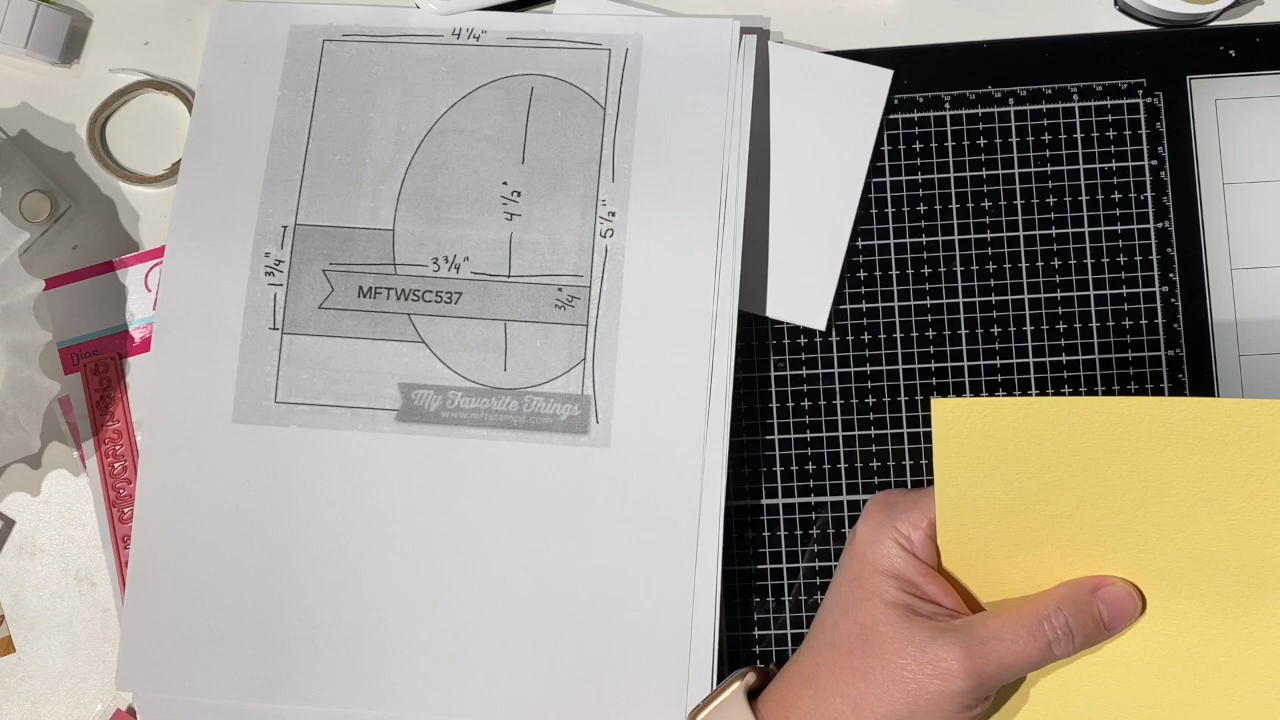 4 1/4"
4 1/2"
5 1/2"
1 3/4"
3 3/4"
MFTWSC537
3/4"
My Favorite Things
www.mftstamps.com
Dies